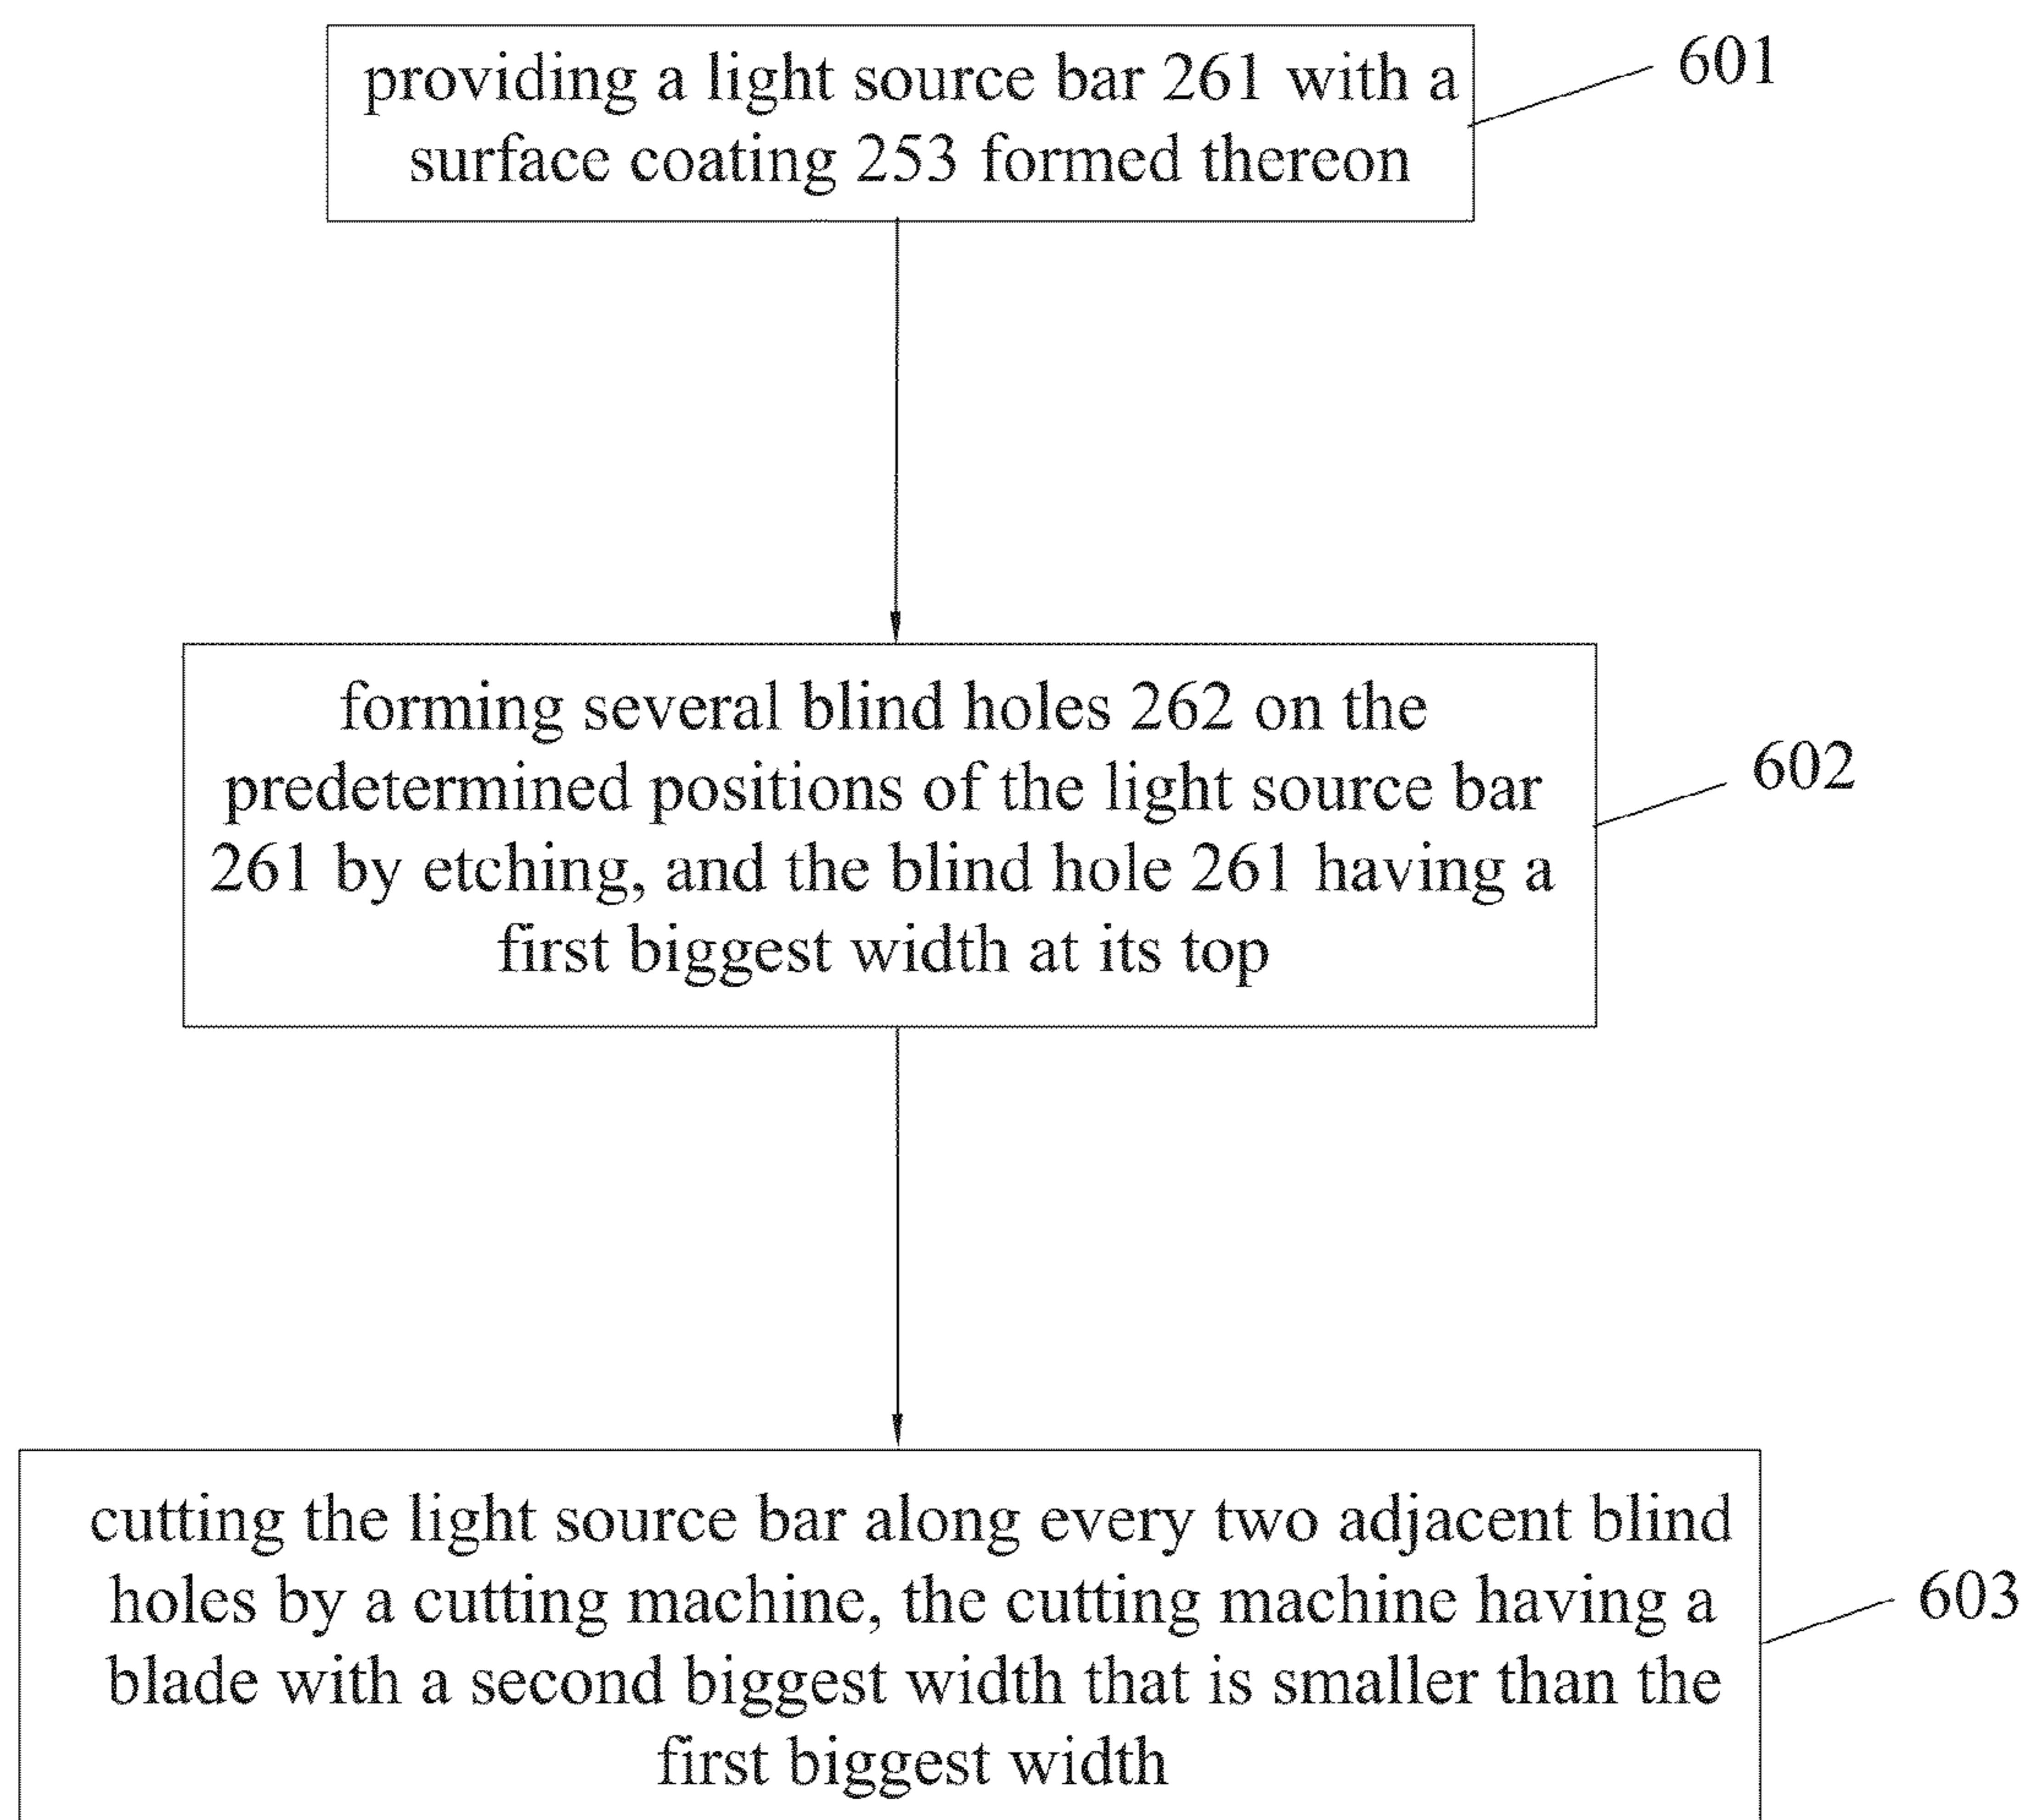 providing a light source bar 261 with a
surface coating 253 formed thereon
601
forming several blind holes 262 on the
predetermined positions of the light source bar
261 by etching, and the blind hole 261 having a
first biggest width at its top
602
cutting the light source bar along every two adjacent blind
holes by a cutting machine, the cutting machine having a
blade with a second biggest width that is smaller than the
first biggest width
603